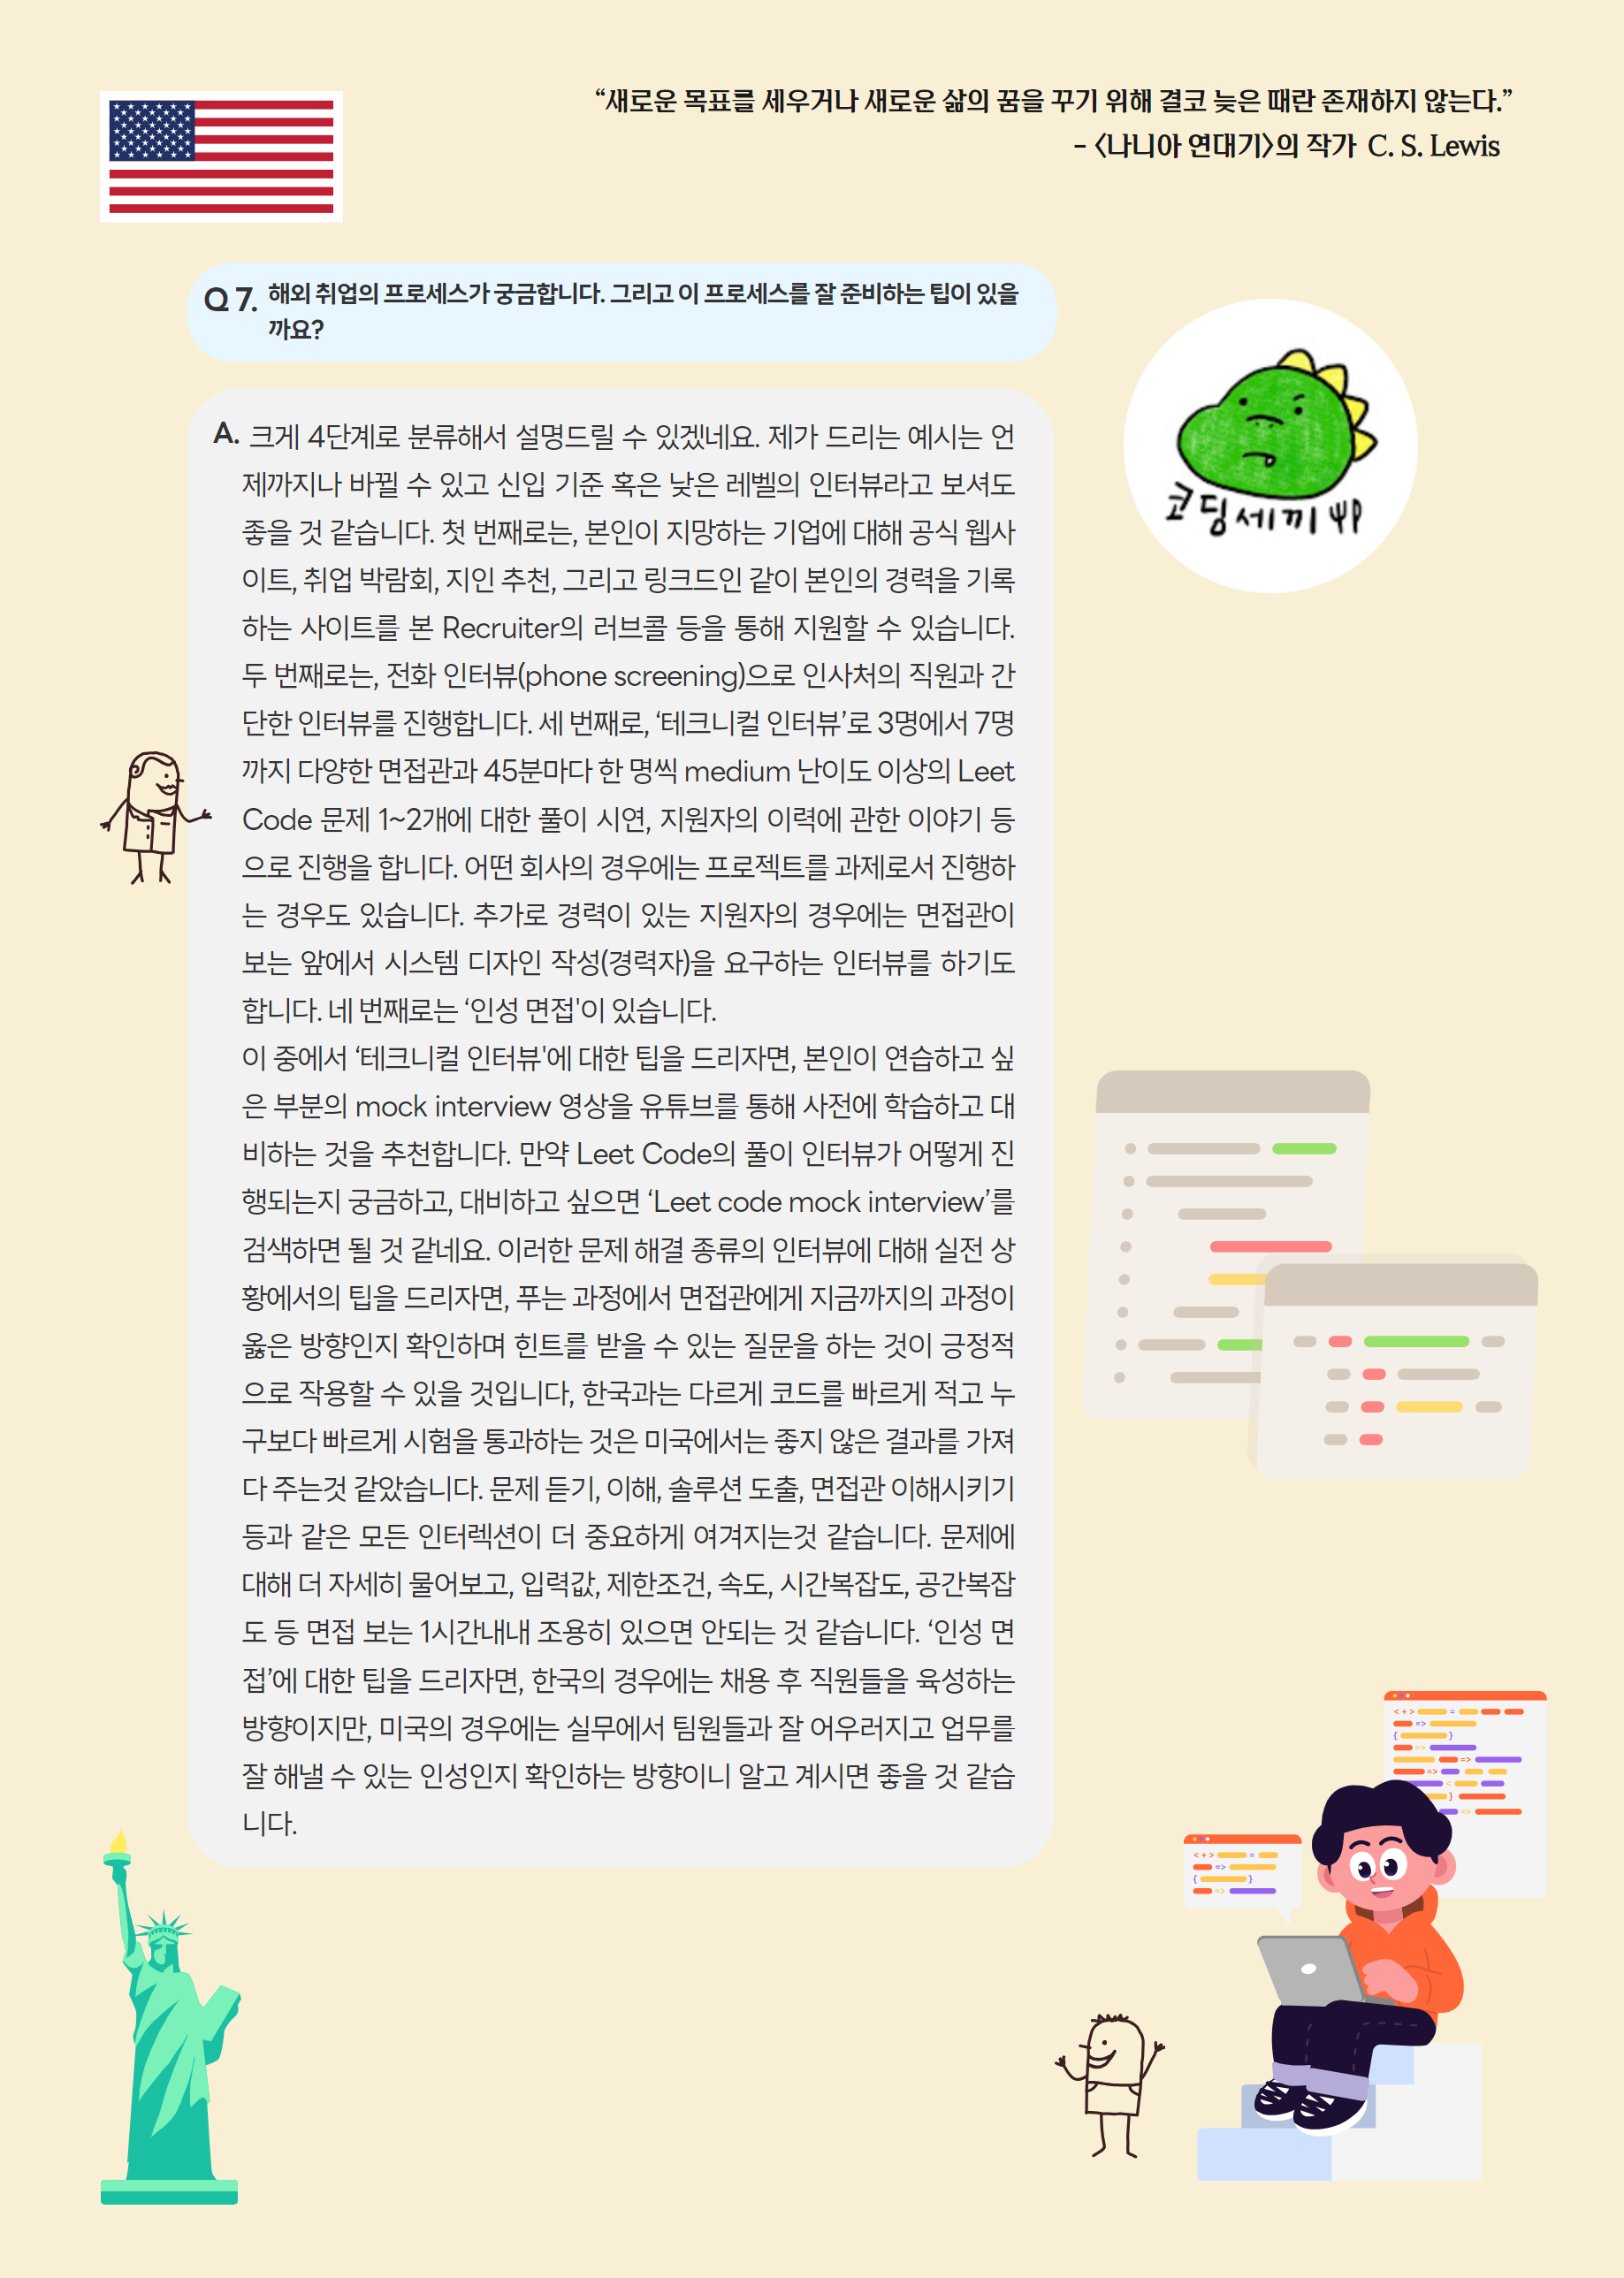 “새로운 목표를 세우거나 새로운 삶의 꿈을 꾸기 위해 결코 늦은 때란 존재하지 않는다.”
- <나니아 연대기>의 작가 C. S. Lewis
Q 7. 해외 취업의 프로세스가 궁금합니다. 그리고 이 프로세스를 잘 준비하는 팁이 있을
까요?
코딩세끼
A. 크게 4단계로 분류해서 설명드릴 수 있겠네요. 제가 드리는 예시는 언
제까지나 바뀔 수 있고 신입 기준 혹은 낮은 레벨의 인터뷰라고 보셔도
좋을 것 같습니다. 첫 번째로는, 본인이 지망하는 기업에 대해 공식 웹사
이트, 취업 박람회, 지인 추천, 그리고 링크드인 같이 본인의 경력을 기록
하는 사이트를 본 Recruiter의 러브콜 등을 통해 지원할 수 있습니다.
두 번째로는, 전화 인터뷰(phone screening)으로 인사처의 직원과 간
단한 인터뷰를 진행합니다. 세 번째로, ‘테크니컬 인터뷰’로 3명에서 7명
까지 다양한 면접관과 45분마다 한 명씩 medium 난이도 이상의 Leet
Code 문제 1~2개에 대한 풀이 시연, 지원자의 이력에 관한 이야기 등
으로 진행을 합니다. 어떤 회사의 경우에는 프로젝트를 과제로서 진행하
는 경우도 있습니다. 추가로 경력이 있는 지원자의 경우에는 면접관이
보는 앞에서 시스템 디자인 작성(경력자)을 요구하는 인터뷰를 하기도
합니다. 네 번째로는 ‘인성 면접'이 있습니다.
이 중에서 ‘테크니컬 인터뷰'에 대한 팁을 드리자면, 본인이 연습하고 싶
은 부분의 mock interview 영상을 유튜브를 통해 사전에 학습하고 대
비하는 것을 추천합니다. 만약 Leet Code의 풀이 인터뷰가 어떻게 진
행되는지 궁금하고, 대비하고 싶으면 ‘Leet code mock interview’를
검색하면 될 것 같네요. 이러한 문제 해결 종류의 인터뷰에 대해 실전 상
황에서의 팁을 드리자면, 푸는 과정에서 면접관에게 지금까지의 과정이
옳은 방향인지 확인하며 힌트를 받을 수 있는 질문을 하는 것이 긍정적
으로 작용할 수 있을 것입니다, 한국과는 다르게 코드를 빠르게 적고 누
구보다 빠르게 시험을 통과하는 것은 미국에서는 좋지 않은 결과를 가져
다 주는것 같았습니다. 문제 듣기, 이해, 솔루션 도출, 면접관 이해시키기
등과 같은 모든 인터렉션이 더 중요하게 여겨지는것 같습니다. 문제에
대해 더 자세히 물어보고, 입력값, 제한조건, 속도, 시간복잡도, 공간복잡
도 등 면접 보는 1시간내내 조용히 있으면 안되는 것 같습니다. ‘인성 면
접’에 대한 팁을 드리자면, 한국의 경우에는 채용 후 직원들을 육성하는
방향이지만, 미국의 경우에는 실무에서 팀원들과 잘 어우러지고 업무를
잘 해낼 수 있는 인성인지 확인하는 방향이니 알고 계시면 좋을 것 같습
니다.